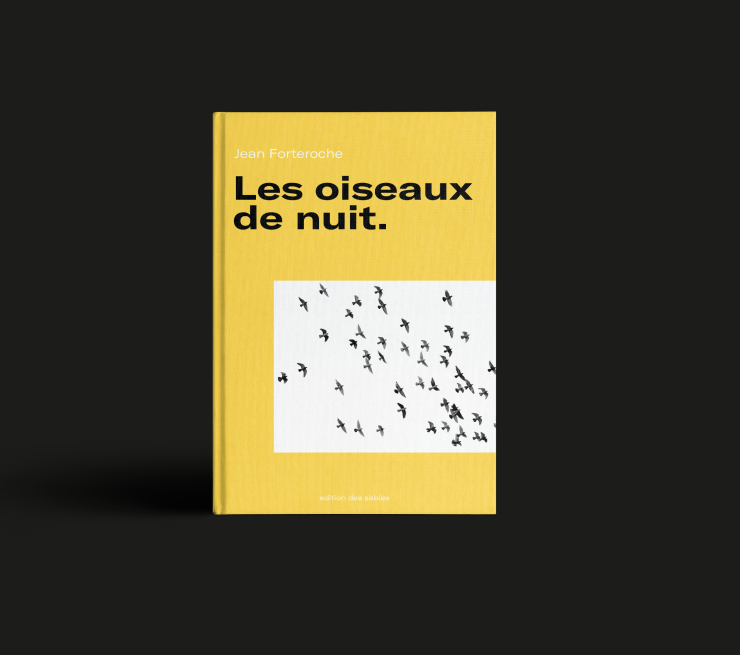 Jean Forteroche
Les oiseaux
de nuit.
edition des sables